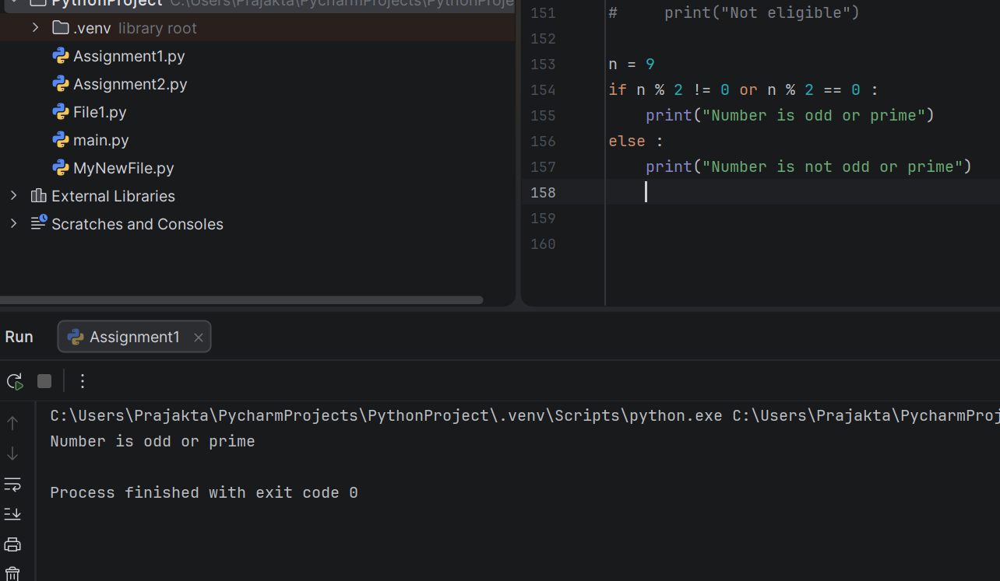 PythonProject C:\Users\Prajakta\PycharmProjects\PythonProje
.venv library root
Assignment1.py
Assignment2.py
File1.py
main.py
MyNewFile.py
External Libraries
Scratches and Consoles
151 #     print("Not eligible")
152
153 n = 9
154 if n % 2 != 0 or n % 2 == 0 :
155     print("Number is odd or prime")
156 else :
157     print("Number is not odd or prime")
158
159
160
Run Assignment1
C:\Users\Prajakta\PycharmProjects\PythonProject\.venv\Scripts\python.exe C:\Users\Prajakta\PycharmProj
Number is odd or prime
Process finished with exit code 0